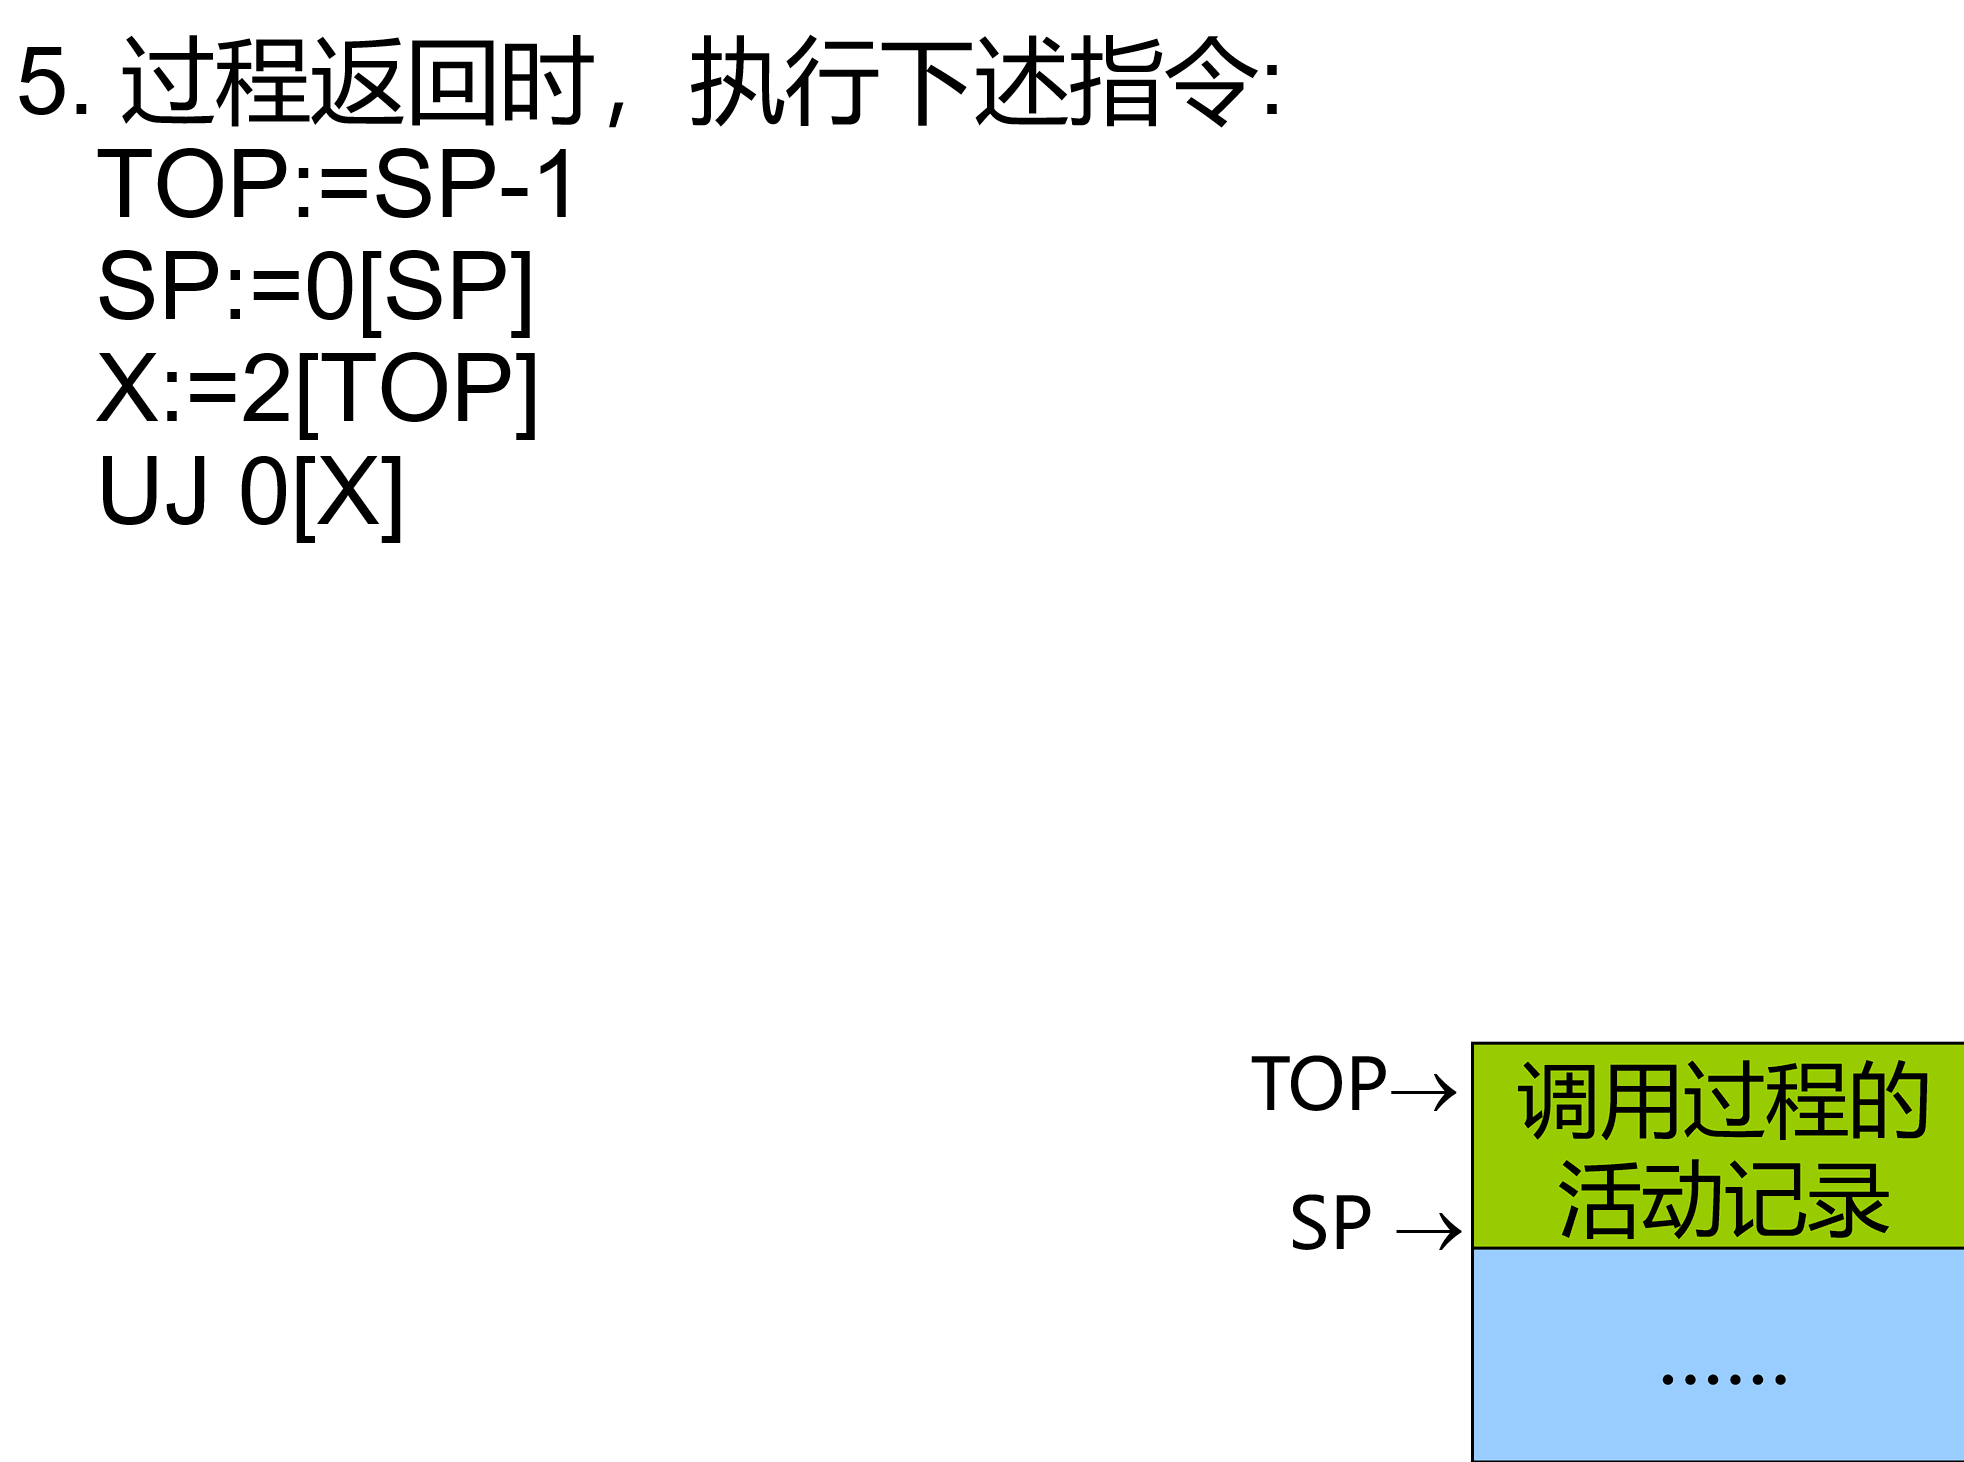 5. 过程返回时，执行下述指令:
TOP:=SP-1
SP:=0[SP]
X:=2[TOP]
UJ 0[X]
TOP→
调用过程的
活动记录
SP →
……